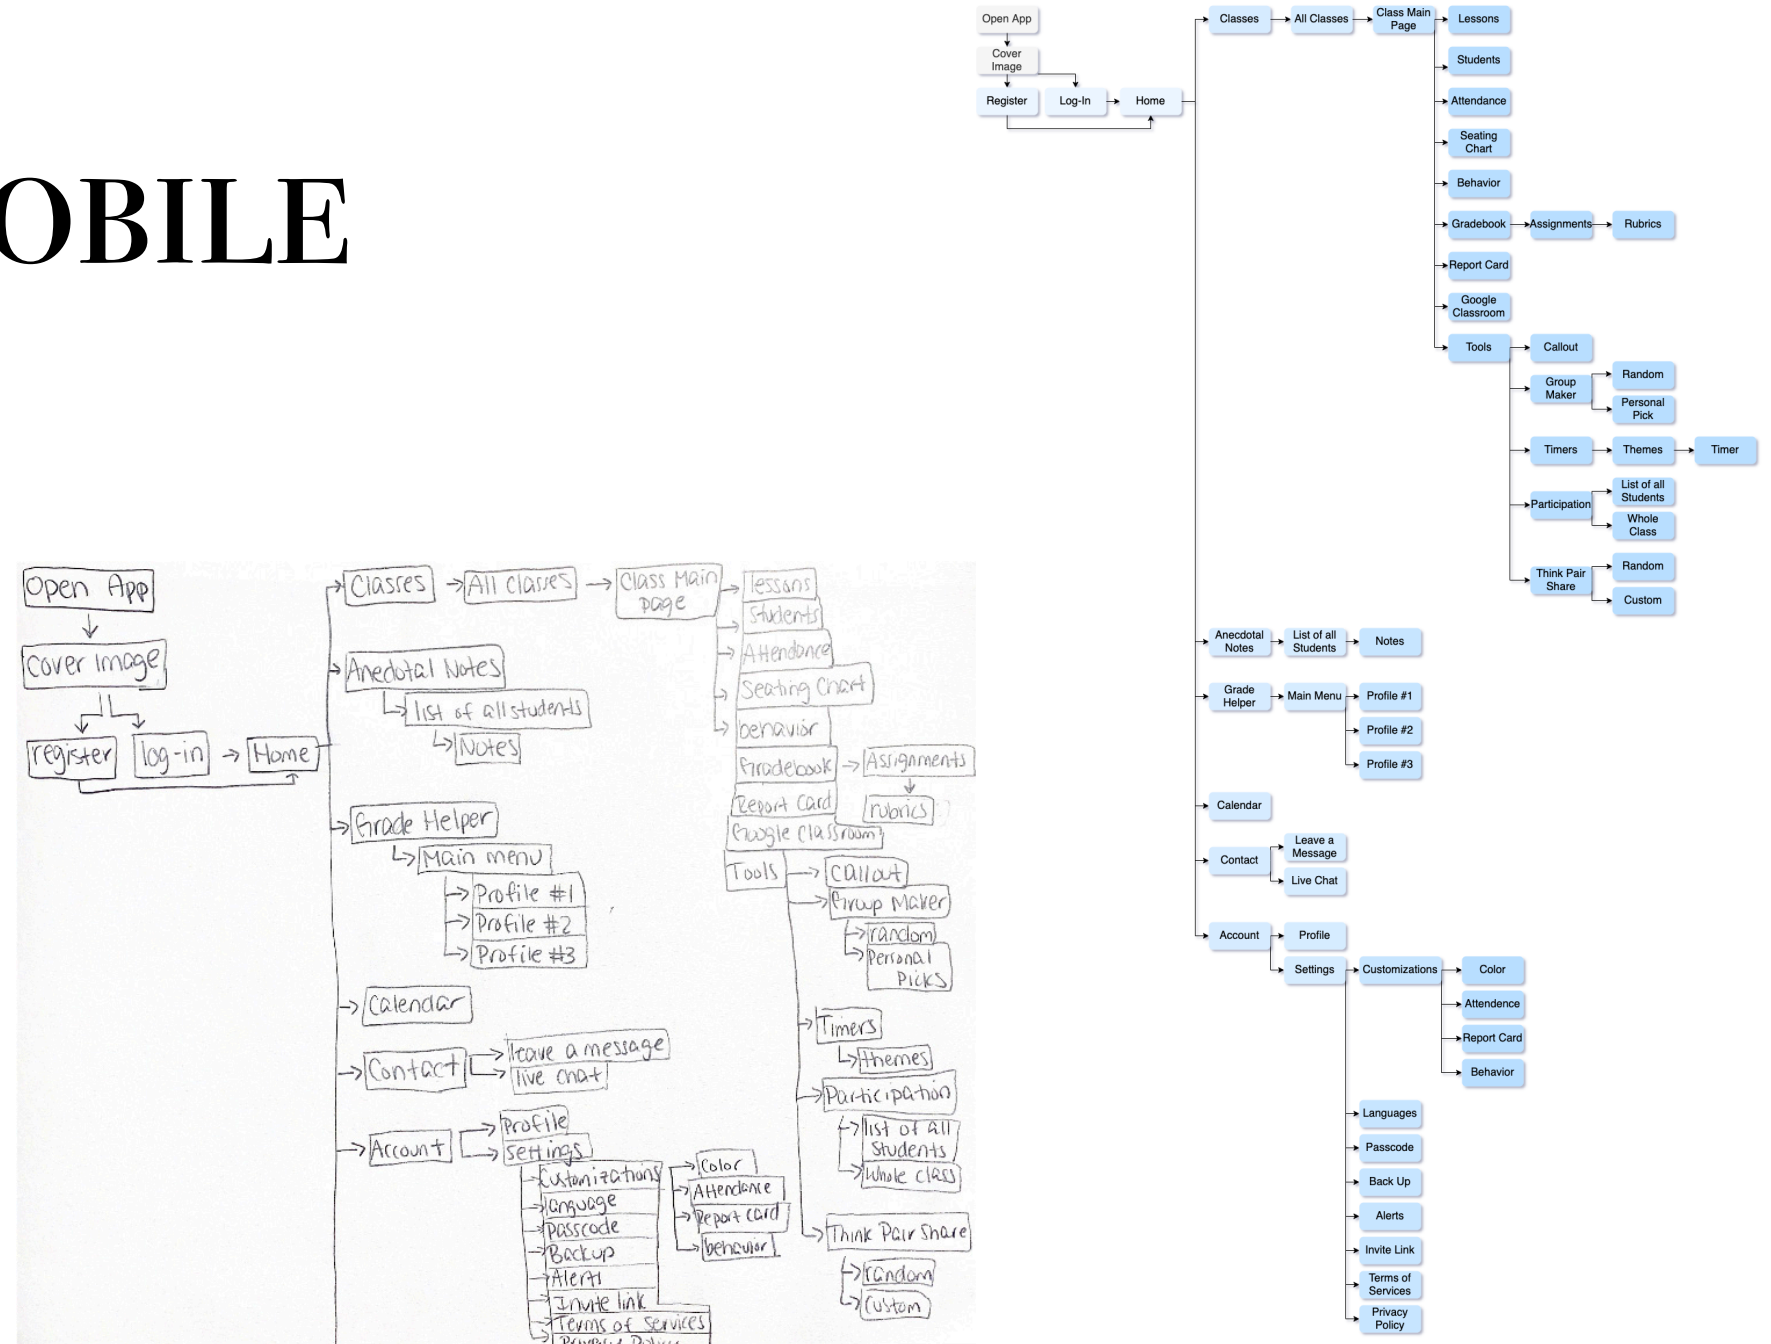 OBILE
Open App
Cover
Image
Register
Log-In
Home
Classes
All Classes
Class Main
Page
Lessons
Students
Attendance
Seating
Chart
Behavior
Gradebook
Assignments
Rubrics
Report Card
Google
Classroom
Tools
Callout
Group
Maker
Random
Personal
Pick
Timers
Themes
Timer
Participation
List of all
Students
Whole
Class
Think Pair
Share
Random
Custom
Anecdotal
Notes
List of all
Students
Notes
Grade
Helper
Main Menu
Profile #1
Profile #2
Profile #3
Calendar
Contact
Leave a
Message
Live Chat
Account
Profile
Settings
Customizations
Color
Attendence
Report Card
Behavior
Languages
Passcode
Back Up
Alerts
Invite Link
Terms of
Services
Privacy
Policy
Open App
Cover Image
register
log-in
Home
Classes
All Classes
Class Main
page
lessons
Students
Attendance
Seating Chart
behavior
Gradebook
Assignments
rubrics
Report Card
Google Classroom
Tools
Callout
Group Maker
random
Personal
Picks
Timers
themes
Participation
list of all
Students
Whole class
Think Pair Share
random
Custom
Anedotal Notes
list of all students
Notes
Grade Helper
Main menu
Profile #1
Profile #2
Profile #3
Calendar
Contact
leave a message
live chat
Account
Profile
settings
Customizations
language
passcode
Backup
Alert
Invite link
Terms of services
Color
Attendance
Report card
behavior